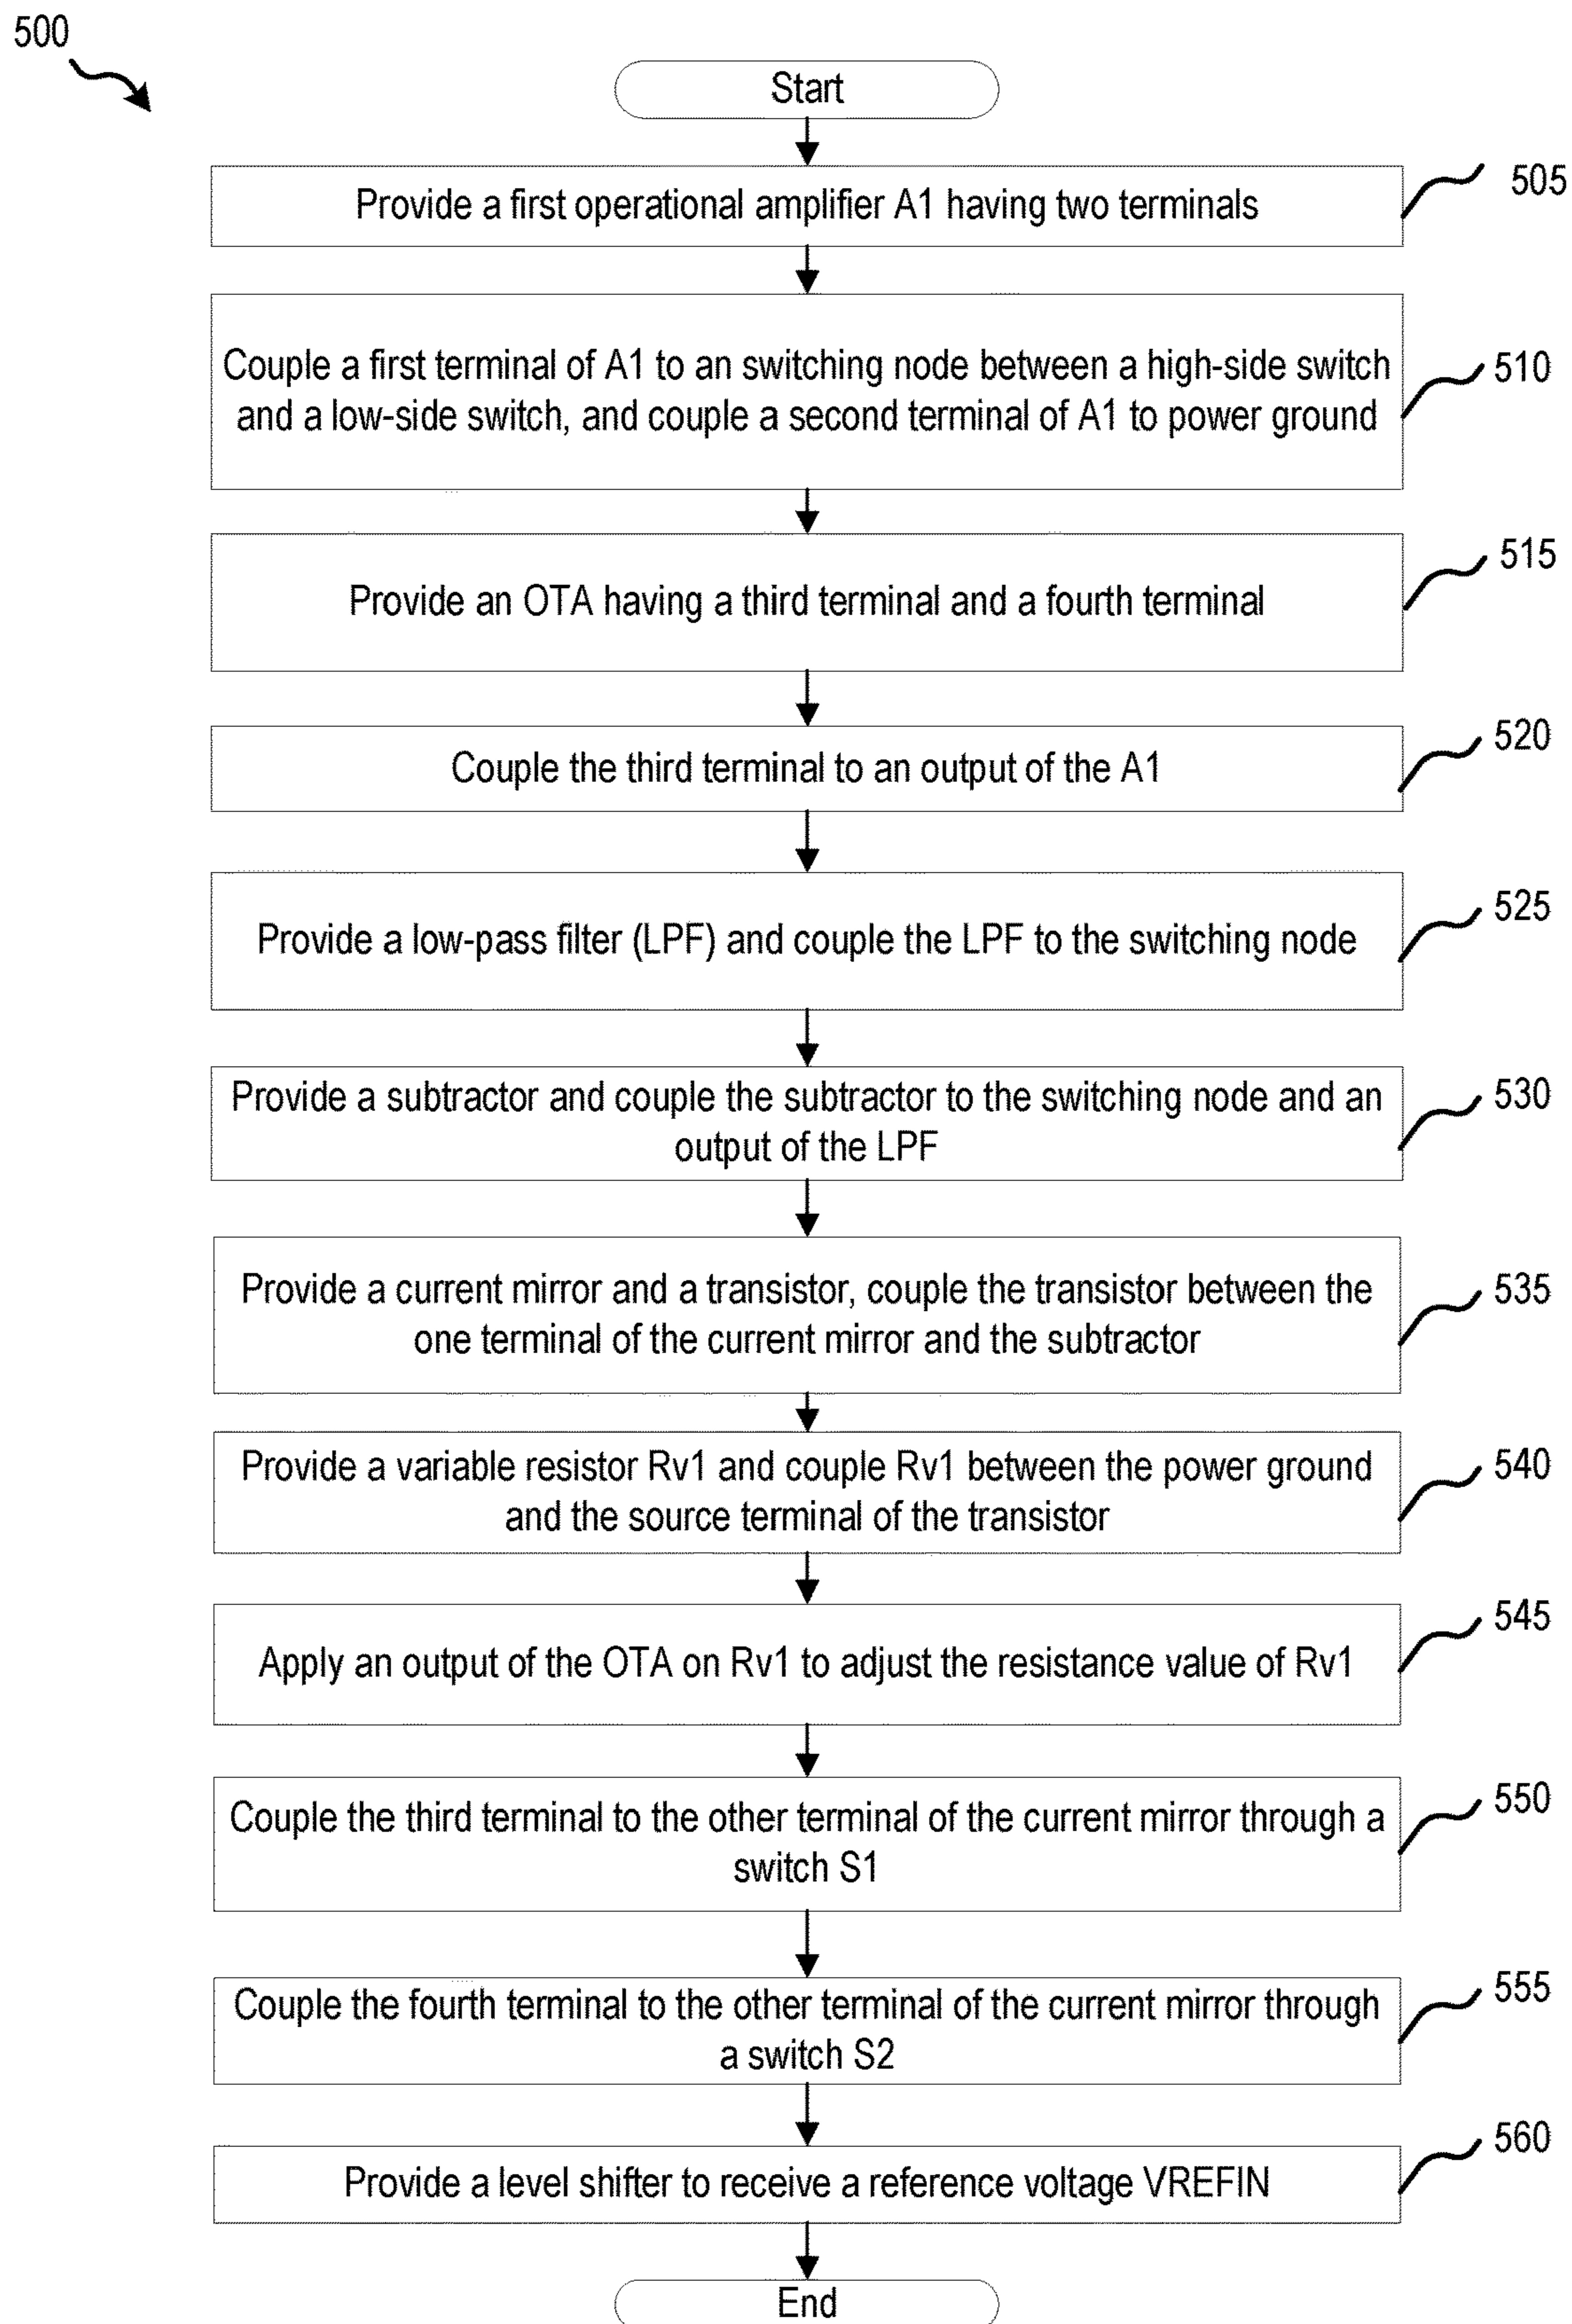 500
Start
Provide a first operational amplifier A1 having two terminals
505
Couple a first terminal of A1 to an switching node between a high-side switch
and a low-side switch, and couple a second terminal of A1 to power ground
510
Provide an OTA having a third terminal and a fourth terminal
515
Couple the third terminal to an output of the A1
520
Provide a low-pass filter (LPF) and couple the LPF to the switching node
525
Provide a subtractor and couple the subtractor to the switching node and an
output of the LPF
530
Provide a current mirror and a transistor, couple the transistor between the
one terminal of the current mirror and the subtractor
535
Provide a variable resistor Rv1 and couple Rv1 between the power ground
and the source terminal of the transistor
540
Apply an output of the OTA on Rv1 to adjust the resistance value of Rv1
545
Couple the third terminal to the other terminal of the current mirror through a
switch S1
550
Couple the fourth terminal to the other terminal of the current mirror through
a switch S2
555
Provide a level shifter to receive a reference voltage VREFIN
560
End